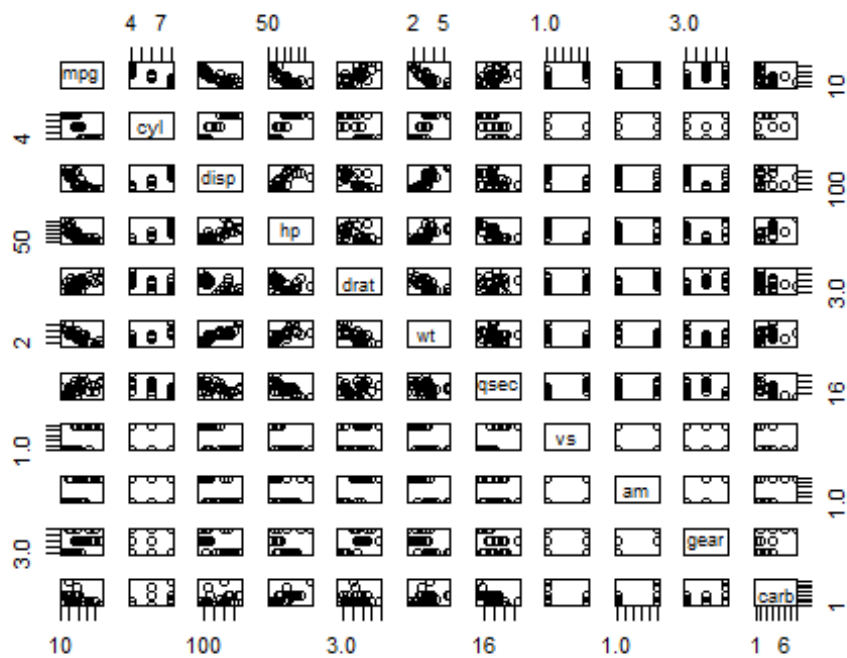 4 7 50 2 5 1.0 3.0
mpg 10
4 cyl
disp 100
50 hp
drat 3.0
2 wt
qsec 16
1.0 vs
am 1.0
3.0 gear
carb 1
10 100 3.0 16 1.0 1 6